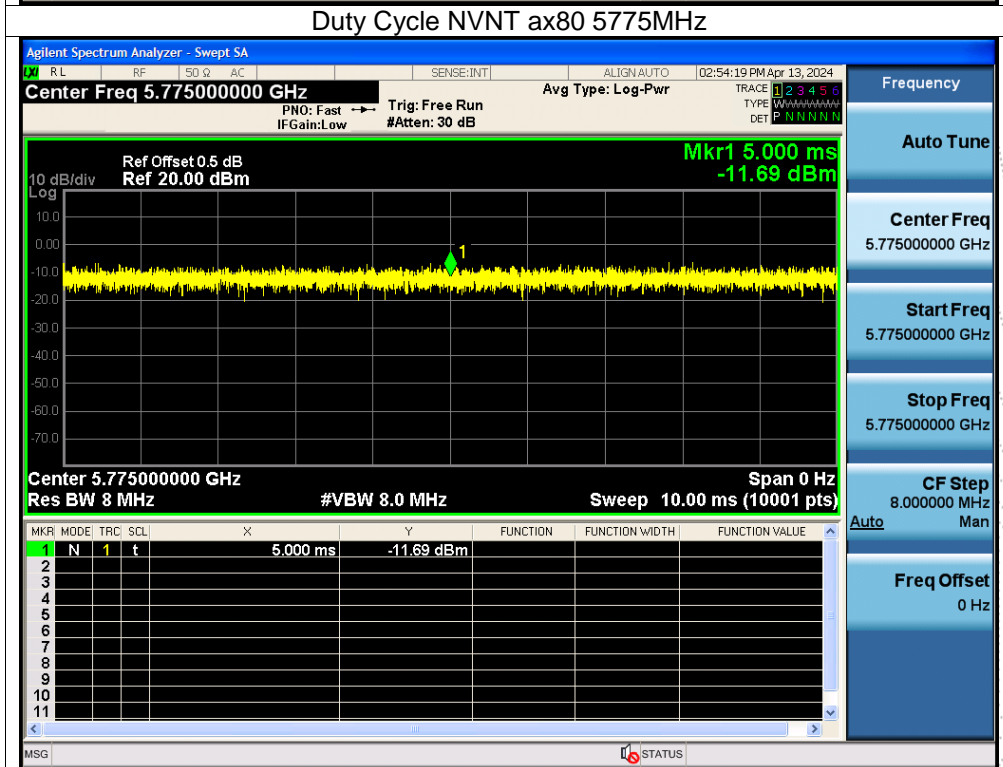 Duty Cycle NVNT ax80 5775MHz
Agilent Spectrum Analyzer - Swept SA
LXI RL RF 50 Ω AC SENSE:INT ALIGNAUTO 02:54:19 PM Apr 13, 2024
Center Freq 5.775000000 GHz
PNO: Fast
IFGain:Low
Trig: Free Run
#Atten: 30 dB
Avg Type: Log-Pwr
TRACE 1 2 3 4 5 6
TYPE WWWWWW
DET P N N N N N
Mkr1 5.000 ms
-11.69 dBm
Ref Offset 0.5 dB
10 dB/div Ref 20.00 dBm
Log
10.0
0.00
-10.0
-20.0
-30.0
-40.0
-50.0
-60.0
-70.0
1
Center 5.775000000 GHz Span 0 Hz
Res BW 8 MHz #VBW 8.0 MHz Sweep 10.00 ms (10001 pts)
MKR MODE TRC SCL X Y FUNCTION FUNCTION WIDTH FUNCTION VALUE
1 N 1 t 5.000 ms -11.69 dBm
2
3
4
5
6
7
8
9
10
11
MSG STATUS
Frequency
Auto Tune
Center Freq
5.775000000 GHz
Start Freq
5.775000000 GHz
Stop Freq
5.775000000 GHz
CF Step
8.000000 MHz
Auto Man
Freq Offset
0 Hz